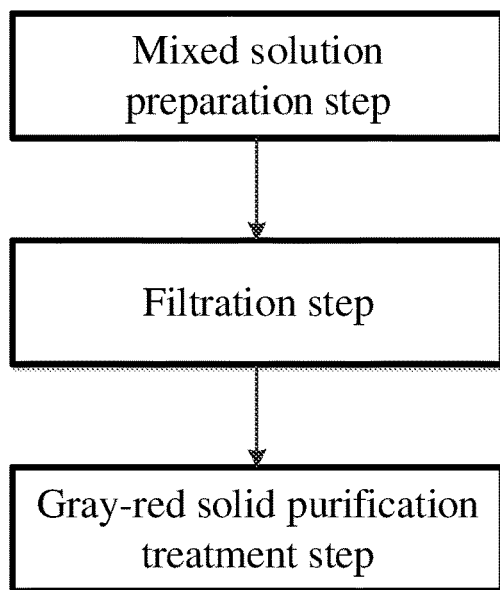 Mixed solution
preparation step
Filtration step
Gray-red solid purification
treatment step